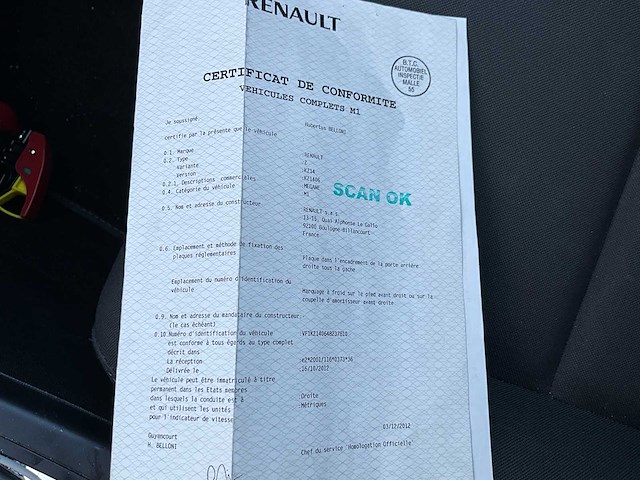 RENAULT
B.T.C.
AUTOMOBIEL
INSPECTIE
MALLE
55
CERTIFICAT DE CONFORMITE
VEHICULES COMPLETS M1
Je soussigné
Hubertus BELLONI
certifie par la présente que le véhicule
0.1. Marque
RENAULT
0.2. Type
Z
variante
version
0.2.1. Descriptions commerciales
MEGANE
0.4. Catégorie du véhicule
M1
SCAN OK
0.5. Nom et adresse du constructeur
RENAULT s.a.s
13-15, Quai Alphonse Le Gallo
92100 Boulogne-Billancourt
France
0.6. Emplacement et méthode de fixation des
plaques réglementaires
Plaque dans l'encadrement de la porte arrière
droite sous la gache
Emplacement du numéro d'identification du
véhicule
Marquage à froid sur le pied avant droit ou sur la
coupelle d'amortisseur avant droite
0.9. Nom et adresse du mandataire du constructeur:-
(le cas échéant)
0.10.Numéro d'identification du véhicule
est conforme à tous égards au type complet
décrit dans
La réception
e2*2001/116*0373*36
Délivrée le
16/10/2012
Le véhicule peut être immatriculé à titre
permanent dans les Etats membres
dans lesquels la conduite est à
Droite
et qui utilisent les unités
Métriques
pour l'indicateur de vitesse
Guyancourt
03/12/2012
H. BELLONI
Chef du service 'Homologation Officielle'